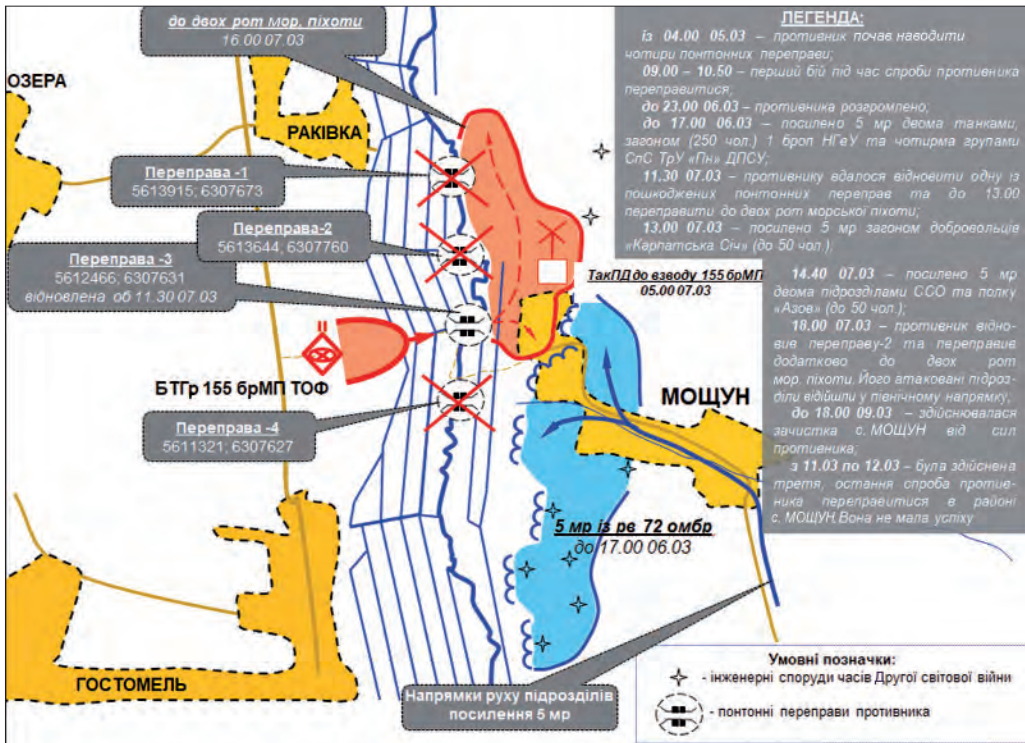 до двох рот мор. піхоти
16.00 07.03
ОЗЕРА
РАКІВКА
Переправа -1
5613915; 6307673
Переправа-2
5613644; 6307760
Переправа -3
5612466; 6307631
відновлена об 11.30 07.03
БТГр 155 брМП ТОФ
Переправа -4
5611321; 6307627
ТакПД до взводу 155 брМП
05.00 07.03
МОЩУН
5 мр із рв 72 омбр
до 17.00 06.03
ГОСТОМЕЛЬ
Напрямки руху підрозділів
посилення 5 мр
ЛЕГЕНДА:
із 04.00 05.03 – противник почав наводити
чотири понтонних переправи;
09.00 – 10.50 – перший бій під час спроби противника
переправитися;
до 23.00 06.03 – противника розгромлено;
до 17.00 06.03 – посилено 5 мр двома танками,
загоном (250 чол.) 1 броп НГеУ та чотирма групами
СпС ТрУ «Пн» ДПСУ;
11.30 07.03 – противнику вдалося відновити одну із
пошкоджених понтонних переправ та до 13.00
переправити до двох рот морської піхоти;
13.00 07.03 – посилено 5 мр загоном добровольців
«Карпатська Січ» (до 50 чол.);
14.40 07.03 – посилено 5 мр
двома підрозділами ССО та полку
«Азов» (до 50 чол.);
18.00 07.03 – противник відно-
вив переправу-2 та переправив
додатково до двох рот
мор. піхоти. Його атаковані підроз-
діли відійшли у північному напрямку;
до 18.00 09.03 – здійснювалася
зачистка с. МОЩУН від сил
противника;
з 11.03 по 12.03 – була здійснена
третя, остання спроба против-
ника переправитися в районі
с. МОЩУН. Вона не мала успіху
Умовні позначки:
- інженерні споруди часів Другої світової війни
- понтонні переправи противника